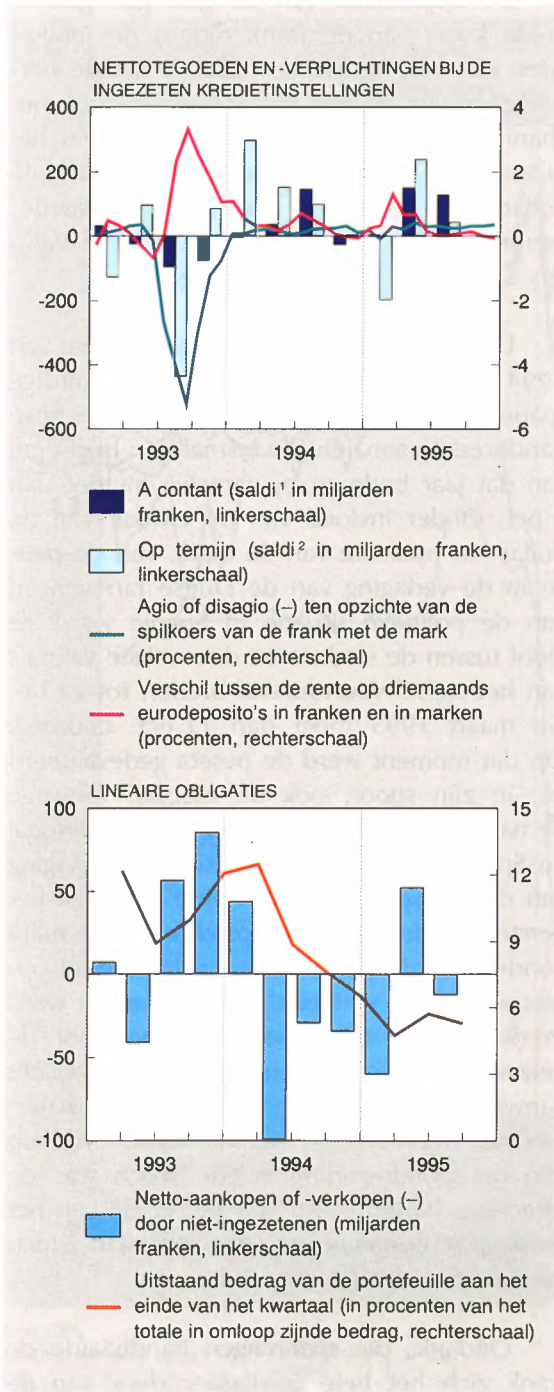 NETTOTEGOEDEN EN -VERPLICHTINGEN BIJ DE
INGEZETEN KREDIETINSTELLINGEN
400 4
200 2
0 0
-200 -2
-400 -4
-600 -6
1993 1994 1995
A contant (saldi ¹ in miljarden
franken, linkerschaal)
Op termijn (saldi ² in miljarden franken,
linkerschaal)
Agio of disagio (–) ten opzichte van de
spilkoers van de frank met de mark
(procenten, rechterschaal)
Verschil tussen de rente op driemaands
eurodeposito's in franken en in marken
(procenten, rechterschaal)
LINEAIRE OBLIGATIES
100 15
50 12
9
0
6
-50
3
-100 0
1993 1994 1995
Netto-aankopen of -verkopen (–)
door niet-ingezetenen (miljarden
franken, linkerschaal)
Uitstaand bedrag van de portefeuille aan het
einde van het kwartaal (in procenten van het
totale in omloop zijnde bedrag, rechterschaal)